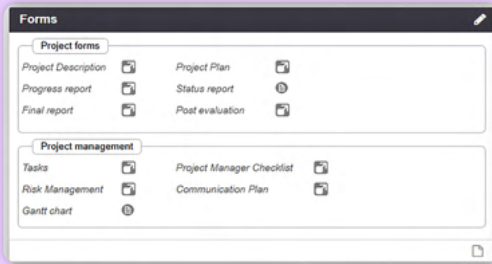 Forms
Project forms
Project Description Project Plan
Progress report Status report
Final report Post evaluation
Project management
Tasks Project Manager Checklist
Risk Management Communication Plan
Gantt chart